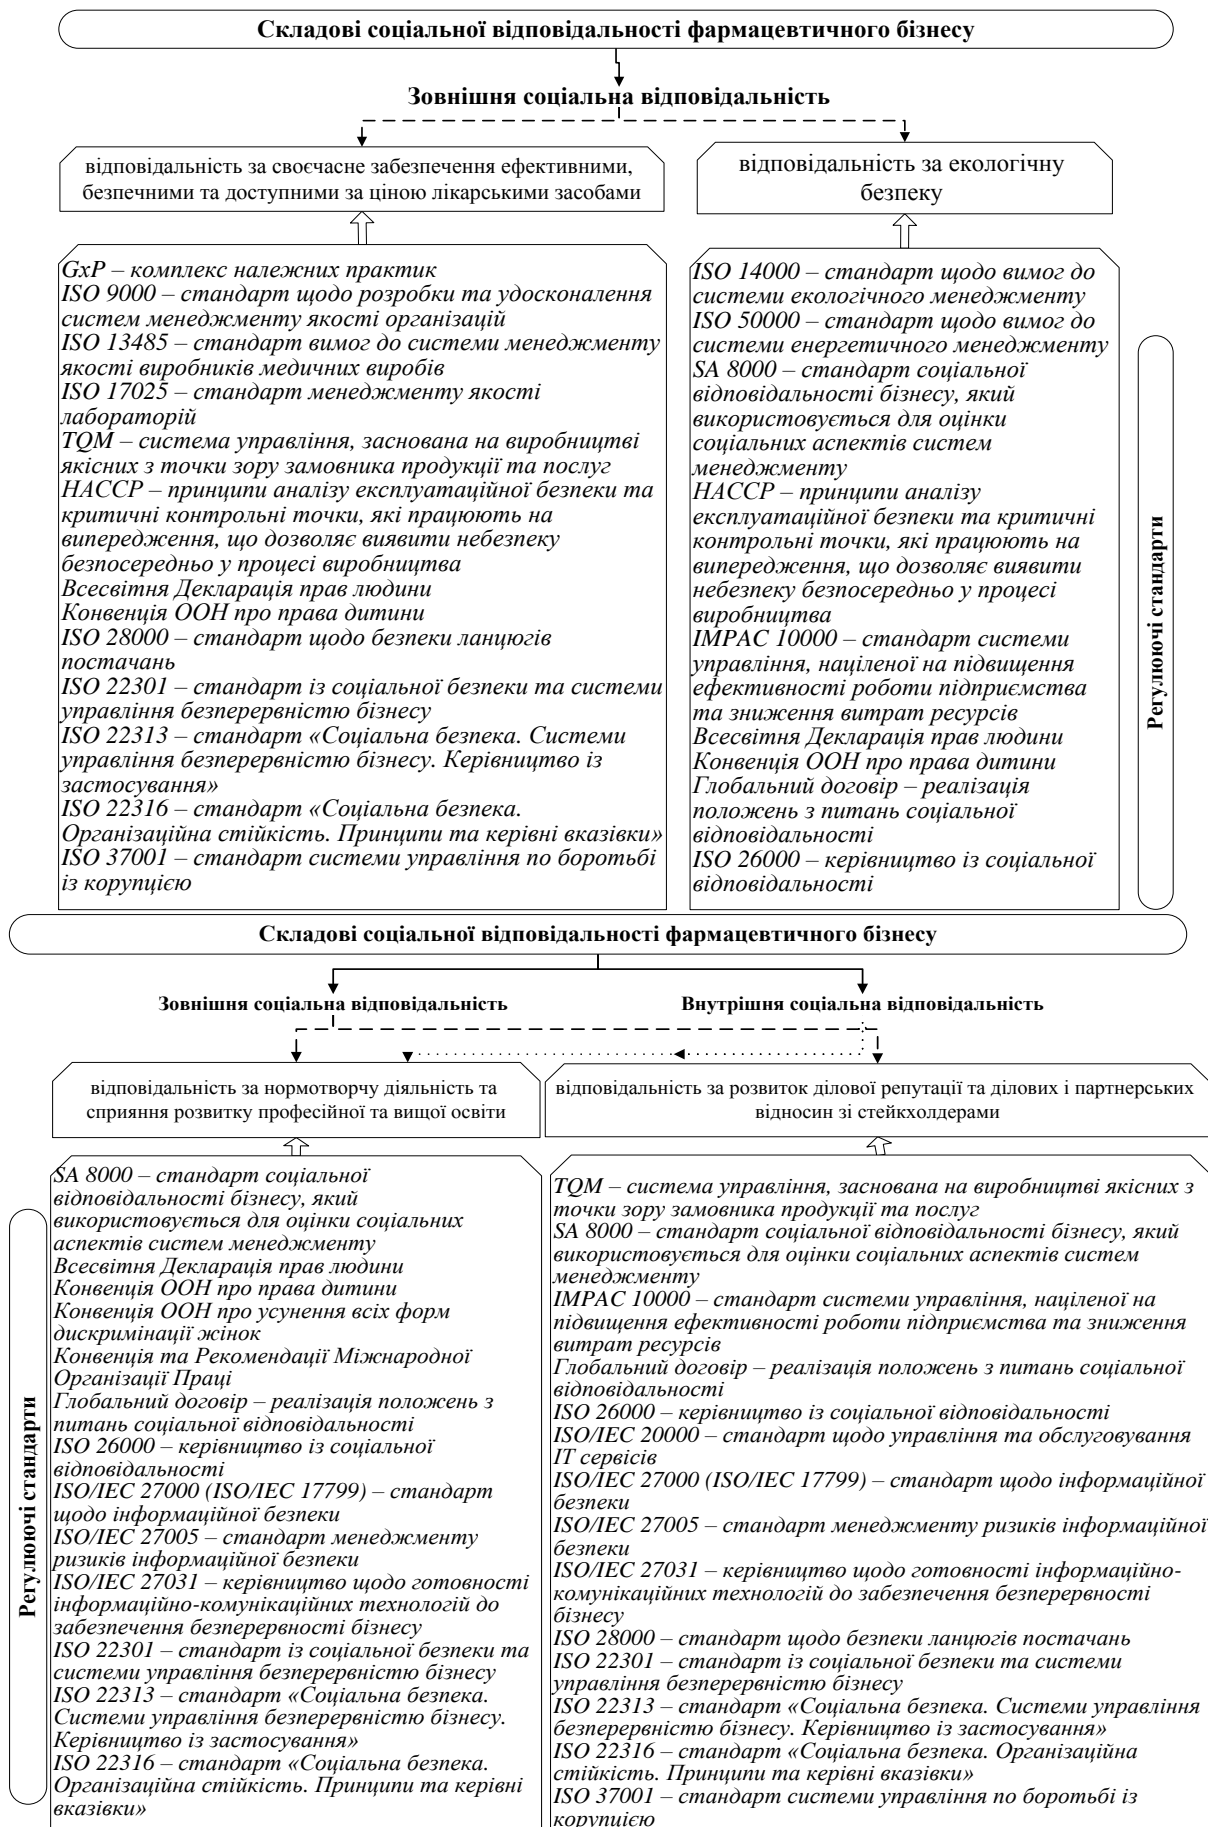 Складові соціальної відповідальності фармацевтичного бізнесу
Зовнішня соціальна відповідальність
відповідальність за своєчасне забезпечення ефективними,
безпечними та доступними за ціною лікарськими засобами
відповідальність за екологічну
безпеку
GxP – комплекс належних практик
ISO 9000 – стандарт щодо розробки та удосконалення
систем менеджменту якості організацій
ISO 13485 – стандарт вимог до системи менеджменту
якості виробників медичних виробів
ISO 17025 – стандарт менеджменту якості
лабораторій
TQM – система управління, заснована на виробництві
якісних з точки зору замовника продукції та послуг
НАССР – принципи аналізу експлуатаційної безпеки та
критичні контрольні точки, які працюють на
випередження, що дозволяє виявити небезпеку
безпосередньо у процесі виробництва
Всесвітня Декларація прав людини
Конвенція ООН про права дитини
ISO 28000 – стандарт щодо безпеки ланцюгів
постачань
ISO 22301 – стандарт із соціальної безпеки та системи
управління безперервністю бізнесу
ISO 22313 – стандарт «Соціальна безпека. Системи
управління безперервністю бізнесу. Керівництво із
застосування»
ISO 22316 – стандарт «Соціальна безпека.
Організаційна стійкість. Принципи та керівні вказівки»
ISO 37001 – стандарт системи управління по боротьбі
із корупцією
ISO 14000 – стандарт щодо вимог до
системи екологічного менеджменту
ISO 50000 – стандарт щодо вимог до
системи енергетичного менеджменту
SA 8000 – стандарт соціальної
відповідальності бізнесу, який
використовується для оцінки
соціальних аспектів систем
менеджменту
НАССР – принципи аналізу
експлуатаційної безпеки та критичні
контрольні точки, які працюють на
випередження, що дозволяє виявити
небезпеку безпосередньо у процесі
виробництва
IMPAC 10000 – стандарт системи
управління, націленої на підвищення
ефективності роботи підприємства
та зниження витрат ресурсів
Всесвітня Декларація прав людини
Конвенція ООН про права дитини
Глобальний договір – реалізація
положень з питань соціальної
відповідальності
ISO 26000 – керівництво із соціальної
відповідальності
Регулюючі стандарти
Складові соціальної відповідальності фармацевтичного бізнесу
Зовнішня соціальна відповідальність
Внутрішня соціальна відповідальність
відповідальність за нормотворчу діяльність та
сприяння розвитку професійної та вищої освіти
відповідальність за розвиток ділової репутації та ділових і партнерських
відносин зі стейкхолдерами
Регулюючі стандарти
SA 8000 – стандарт соціальної
відповідальності бізнесу, який
використовується для оцінки соціальних
аспектів систем менеджменту
Всесвітня Декларація прав людини
Конвенція ООН про права дитини
Конвенція ООН про усунення всіх форм
дискримінації жінок
Конвенція та Рекомендації Міжнародної
Організації Праці
Глобальний договір – реалізація положень з
питань соціальної відповідальності
ISO 26000 – керівництво із соціальної
відповідальності
ISO/IEC 27000 (ISO/IEC 17799) – стандарт
щодо інформаційної безпеки
ISO/IEC 27005 – стандарт менеджменту
ризиків інформаційної безпеки
ISO/IEC 27031 – керівництво щодо готовності
інформаційно-комунікаційних технологій до
забезпечення безперервності бізнесу
ISO 22301 – стандарт із соціальної безпеки та
системи управління безперервністю бізнесу
ISO 22313 – стандарт «Соціальна безпека.
Системи управління безперервністю бізнесу.
Керівництво із застосування»
ISO 22316 – стандарт «Соціальна безпека.
Організаційна стійкість. Принципи та керівні
вказівки»
TQM – система управління, заснована на виробництві якісних з
точки зору замовника продукції та послуг
SA 8000 – стандарт соціальної відповідальності бізнесу, який
використовується для оцінки соціальних аспектів систем
менеджменту
IMPAC 10000 – стандарт системи управління, націленої на
підвищення ефективності роботи підприємства та зниження
витрат ресурсів
Глобальний договір – реалізація положень з питань соціальної
відповідальності
ISO 26000 – керівництво із соціальної відповідальності
ISO/IEC 20000 – стандарт щодо управління та обслуговування
IT сервісів
ISO/IEC 27000 (ISO/IEC 17799) – стандарт щодо інформаційної
безпеки
ISO/IEC 27005 – стандарт менеджменту ризиків інформаційної
безпеки
ISO/IEC 27031 – керівництво щодо готовності інформаційно-
комунікаційних технологій до забезпечення безперервності
бізнесу
ISO 28000 – стандарт щодо безпеки ланцюгів постачань
ISO 22301 – стандарт із соціальної безпеки та системи
управління безперервністю бізнесу
ISO 22313 – стандарт «Соціальна безпека. Системи управління
безперервністю бізнесу. Керівництво із застосування»
ISO 22316 – стандарт «Соціальна безпека. Організаційна
стійкість. Принципи та керівні вказівки»
ISO 37001 – стандарт системи управління по боротьбі із
корупцією